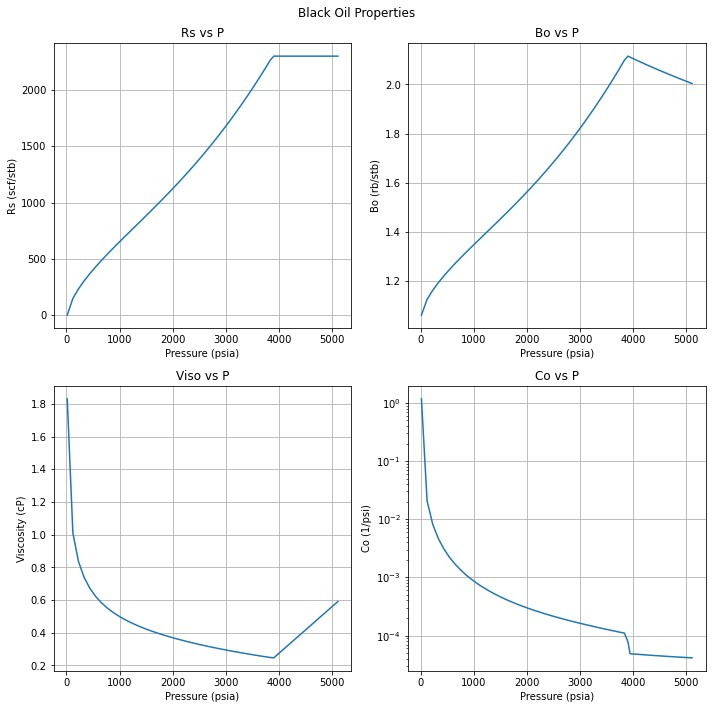 Black Oil Properties
Rs vs P
Rs (scf/stb)
2000
1500
1000
500
0
0 1000 2000 3000 4000 5000
Pressure (psia)
Bo vs P
Bo (rb/stb)
2.0
1.8
1.6
1.4
1.2
0 1000 2000 3000 4000 5000
Pressure (psia)
Viso vs P
Viscosity (cP)
1.8
1.6
1.4
1.2
1.0
0.8
0.6
0.4
0.2
0 1000 2000 3000 4000 5000
Pressure (psia)
Co vs P
Co (1/psi)
10⁰
10⁻¹
10⁻²
10⁻³
10⁻⁴
0 1000 2000 3000 4000 5000
Pressure (psia)